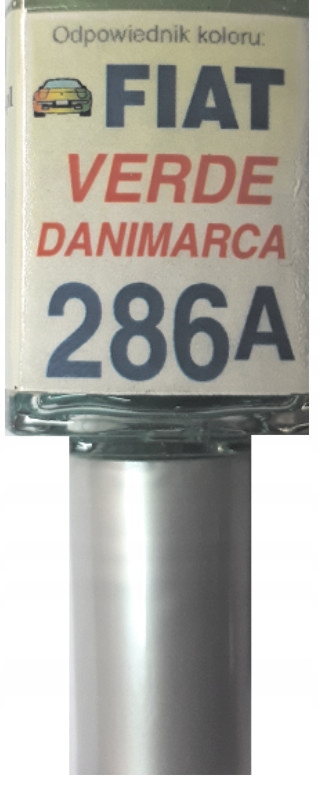 Odpowiednik koloru:
FIAT
VERDE
DANIMARCA
286A